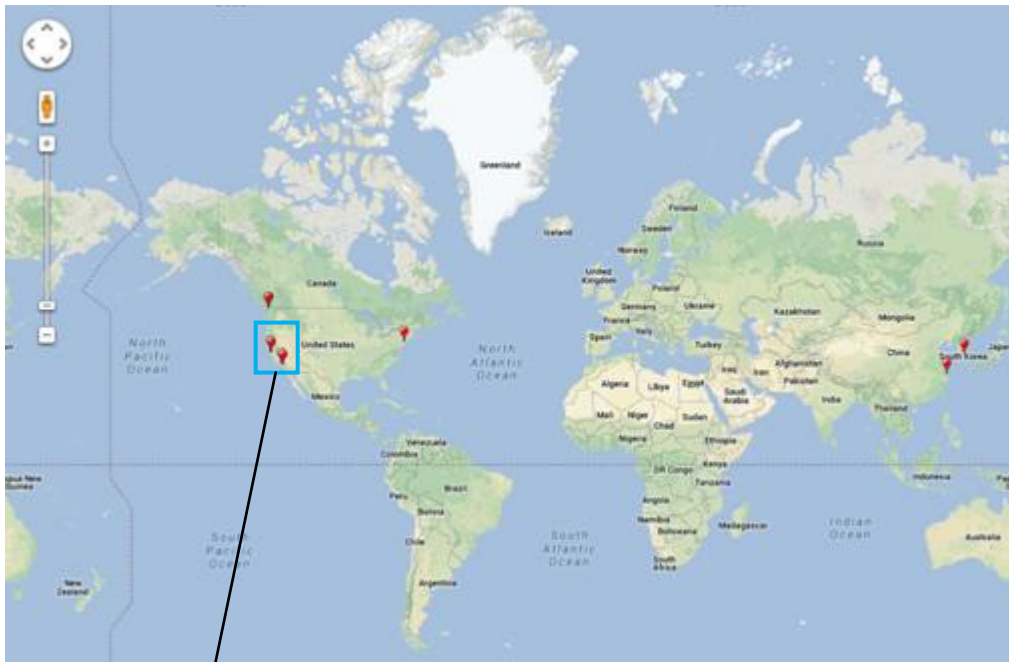 Greenland
Iceland
Finland
Sweden
Norway
Russia
Canada
United
Kingdom
Poland
Germany
Ukraine
France
Kazakhstan
Mongolia
Italy
Spain
Turkey
North
Pacific
Ocean
United States
North
Atlantic
Ocean
China
South Korea
Japa
Afghanistan
Iraq
Iran
Pakistan
Algeria
Libya
Egypt
Saudi
Arabia
India
Mexico
Mali
Niger
Chad
Sudan
Thailand
Nigeria
Ethiopia
Venezuela
Colombia
DR Congo
Kenya
Tanzania
Indonesia
pua New
Guinea
Peru
Brazil
Bolivia
Angola
Namibia
Botswana
Madagascar
South
Pacific
Ocean
Chile
South
Atlantic
Ocean
Indian
Ocean
Australia
South
Africa
New
Zealand
Argentina